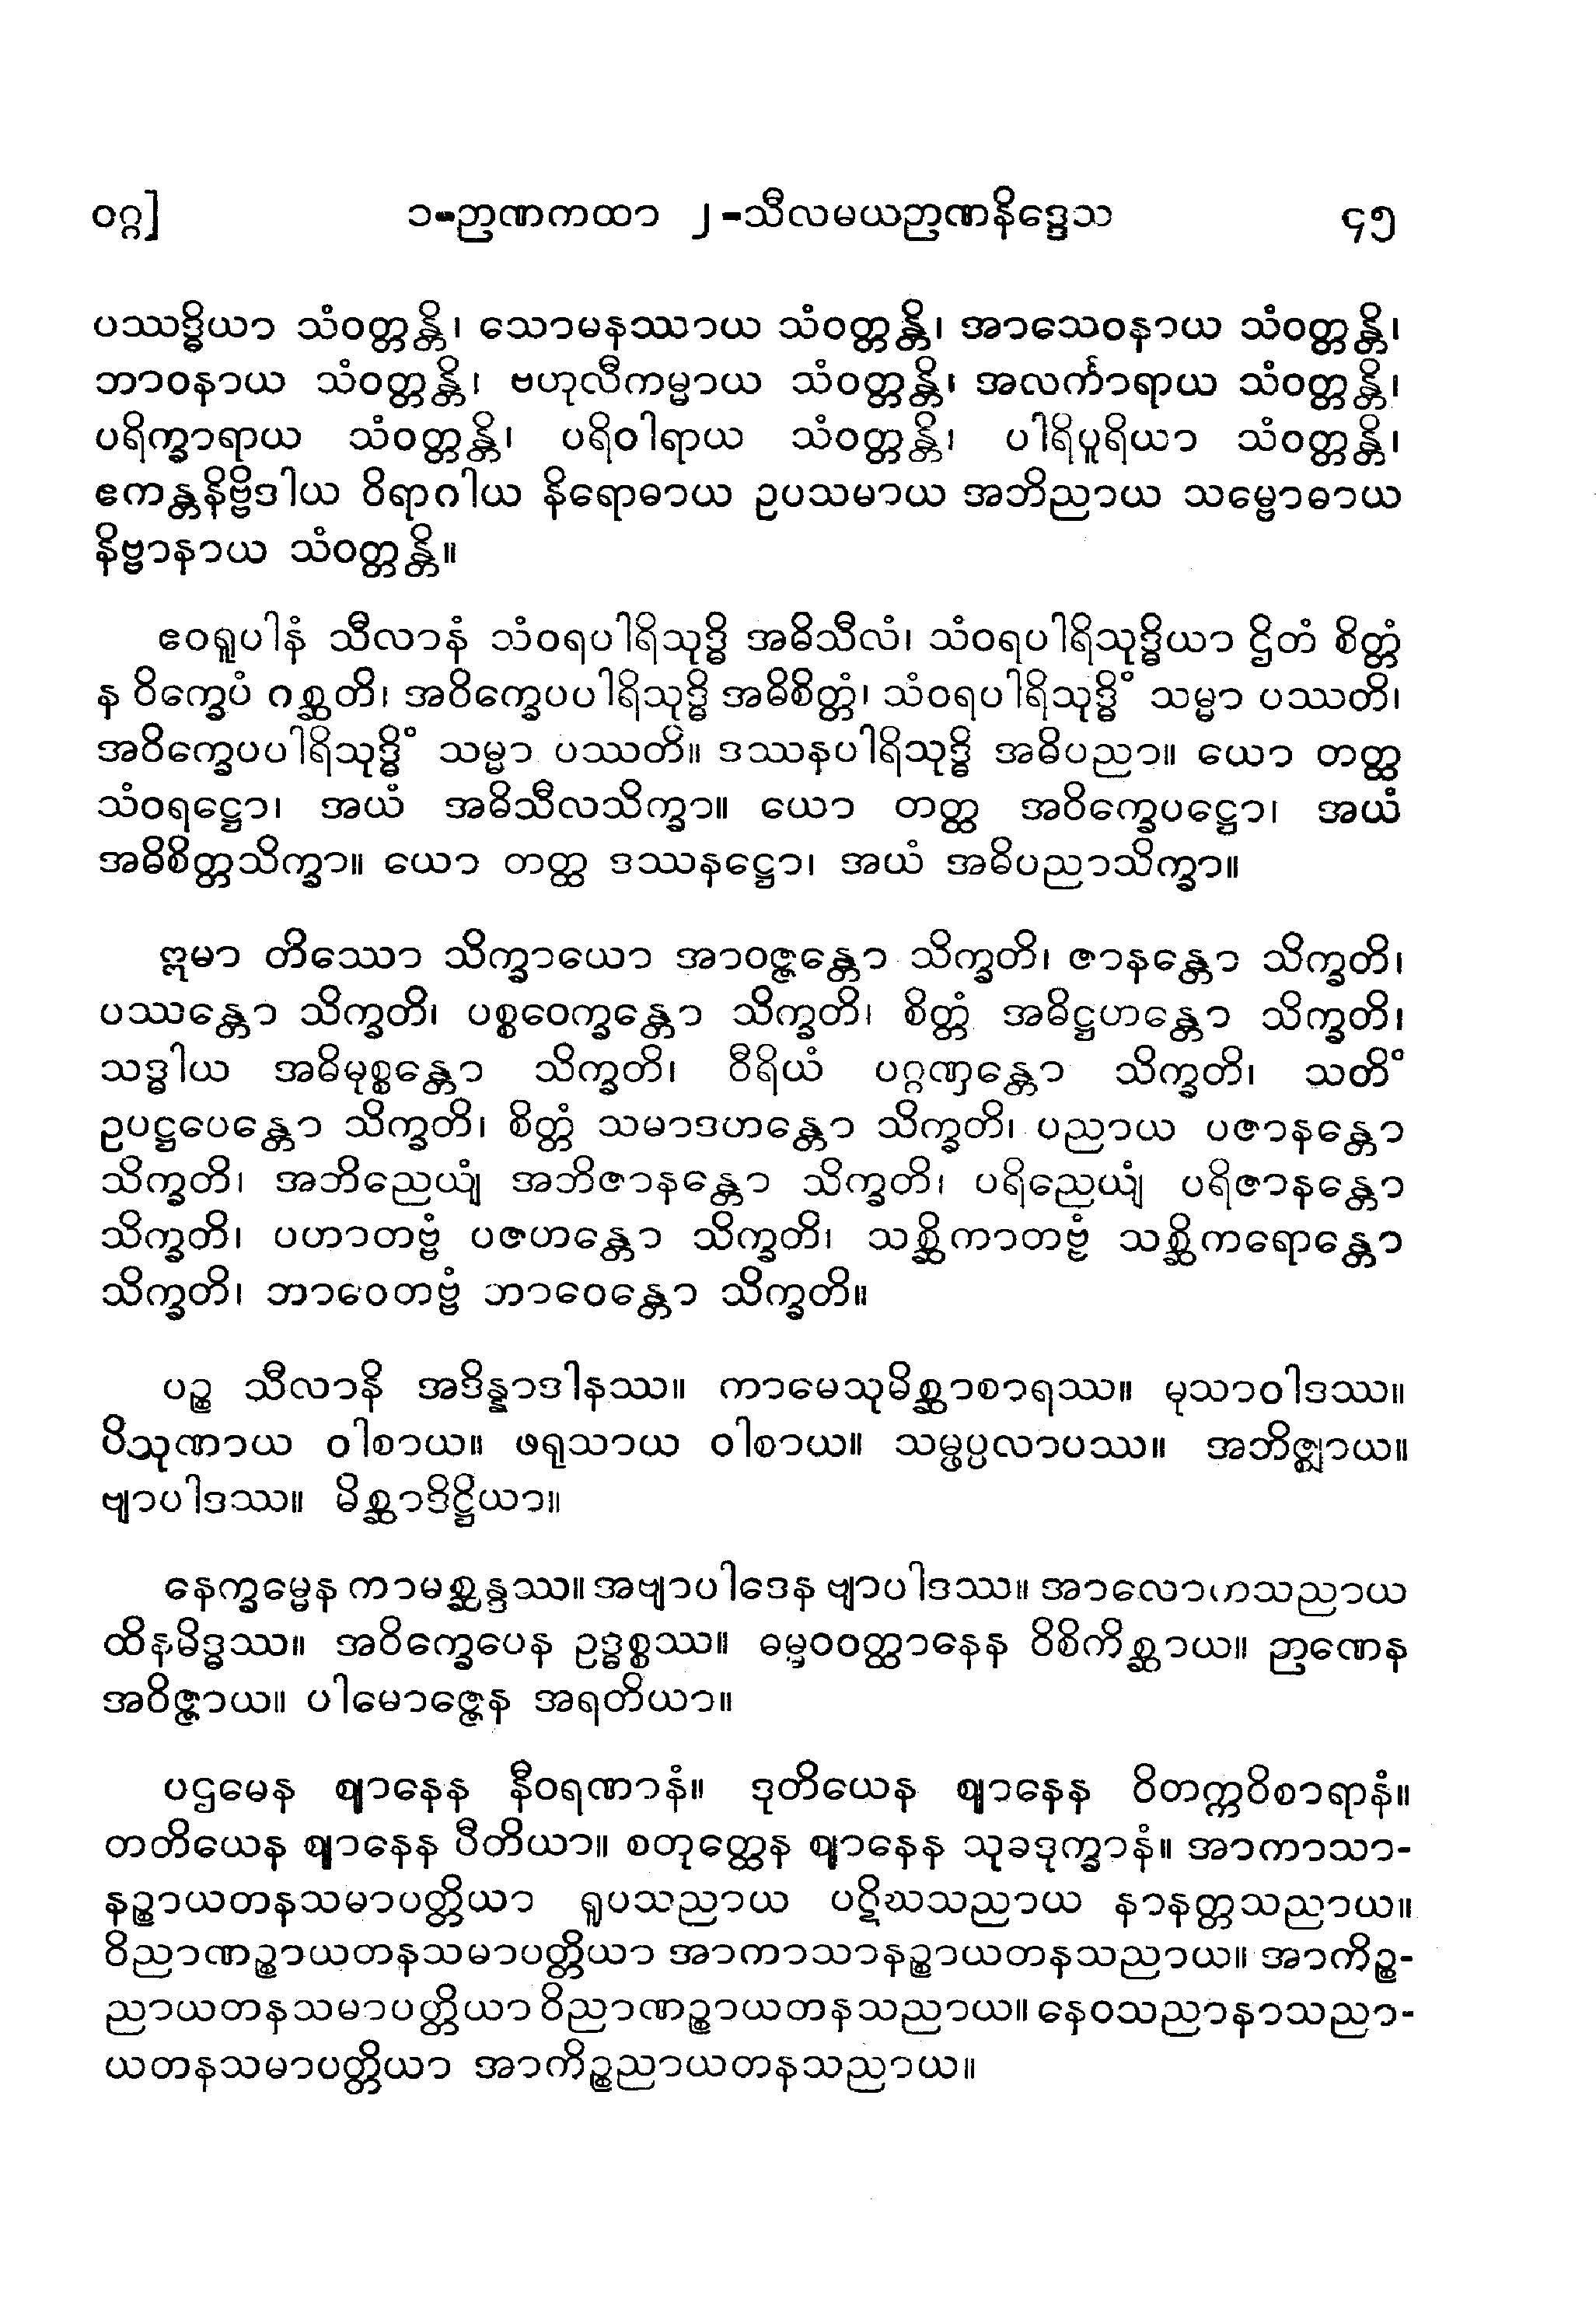 ဝဂ္ဂ]  ၁-ဉာဏကထာ ၂-သီလမယဉာဏနိဒ္ဒေသ  ၄၅
ပဿဒ္ဓိယာ သံဝတ္တန္တိ၊ သောမနဿာယ သံဝတ္တန္တိ၊ အာသေဝနာယ သံဝတ္တန္တိ၊
ဘာဝနာယ သံဝတ္တန္တိ၊ ဗဟုလီကမ္မာယ သံဝတ္တန္တိ၊ အလင်္ကာရာယ သံဝတ္တန္တိ၊
ပရိက္ခာရာယ သံဝတ္တန္တိ၊ ပရိဝါရာယ သံဝတ္တန္တိ၊ ပါရိပူရိယာ သံဝတ္တန္တိ၊
ဧကန္တနိဗ္ဗိဒါယ ဝိရာဂါယ နိရောဓာယ ဥပသမာယ အဘိညာယ သမ္ဗောဓာယ
နိဗ္ဗာနာယ သံဝတ္တန္တိ။
ဧဝရူပါနံ သီလာနံ သံဝရပါရိသုဒ္ဓိ အဓိသီလံ၊ သံဝရပါရိသုဒ္ဓိယာ ဌိတံ စိတ္တံ
န ဝိက္ခေပံ ဂစ္ဆတိ၊ အဝိက္ခေပပါရိသုဒ္ဓိ အဓိစိတ္တံ၊ သံဝရပါရိသုဒ္ဓိံ သမ္မာ ပဿတိ၊
အဝိက္ခေပပါရိသုဒ္ဓိံ သမ္မာ ပဿတိ။ ဒဿနပါရိသုဒ္ဓိ အဓိပညာ။ ယော တတ္ထ
သံဝရဋ္ဌော၊ အယံ အဓိသီလသိက္ခာ။ ယော တတ္ထ အဝိက္ခေပဋ္ဌော၊ အယံ
အဓိစိတ္တသိက္ခာ။ ယော တတ္ထ ဒဿနဋ္ဌော၊ အယံ အဓိပညာသိက္ခာ။
ဣမာ တိဿော သိက္ခာယော အာဝဇ္ဇန္တော သိက္ခတိ၊ ဇာနန္တော သိက္ခတိ၊
ပဿန္တော သိက္ခတိ၊ ပစ္စဝေက္ခန္တော သိက္ခတိ၊ စိတ္တံ အဓိဋ္ဌဟန္တော သိက္ခတိ၊
သဒ္ဓါယ အဓိမုစ္စန္တော သိက္ခတိ၊ ဝီရိယံ ပဂ္ဂဏှန္တော သိက္ခတိ၊ သတိံ
ဥပဋ္ဌပေန္တော သိက္ခတိ၊ စိတ္တံ သမာဒဟန္တော သိက္ခတိ၊ ပညာယ ပဇာနန္တော
သိက္ခတိ၊ အဘိညေယျံ အဘိဇာနန္တော သိက္ခတိ၊ ပရိညေယျံ ပရိဇာနန္တော
သိက္ခတိ၊ ပဟာတဗ္ဗံ ပဇဟန္တော သိက္ခတိ၊ သစ္ဆိကာတဗ္ဗံ သစ္ဆိကရောန္တော
သိက္ခတိ၊ ဘာဝေတဗ္ဗံ ဘာဝေန္တော သိက္ခတိ။
ပဉ္စ သီလာနိ အဒိန္နာဒါနဿ။ ကာမေသုမိစ္ဆာစာရဿ။ မုသာဝါဒဿ။
ပိသုဏာယ ဝါစာယ။ ဖရုသာယ ဝါစာယ။ သမ္ဖပ္ပလာပဿ။ အဘိဇ္ဈာယ။
ဗျာပါဒဿ။ မိစ္ဆာဒိဋ္ဌိယာ။
နေက္ခမ္မေန ကာမစ္ဆန္ဒဿ။ အဗျာပါဒေန ဗျာပါဒဿ။ အာလောကသညာယ
ထိနမိဒ္ဓဿ။ အဝိက္ခေပေန ဥဒ္ဓစ္စဿ။ ဓမ္မဝဝတ္ထာနေန ဝိစိကိစ္ဆာယ။ ဉာဏေန
အဝိဇ္ဇာယ။ ပါမောဇ္ဇေန အရတိယာ။
ပဌမေန ဈာနေန နီဝရဏာနံ။ ဒုတိယေန ဈာနေန ဝိတက္ကဝိစာရာနံ။
တတိယေန ဈာနေန ပီတိယာ။ စတုတ္ထေန ဈာနေန သုခဒုက္ခာနံ။ အာကာသာ-
နဉ္စာယတနသမာပတ္တိယာ ရူပသညာယ ပဋိဃသညာယ နာနတ္တသညာယ။
ဝိညာဏဉ္စာယတနသမာပတ္တိယာ အာကာသာနဉ္စာယတနသညာယ။ အာကိဉ္စ-
ညာယတနသမာပတ္တိယာ ဝိညာဏဉ္စာယတနသညာယ။ နေဝသညာနာသညာ-
ယတနသမာပတ္တိယာ အာကိဉ္စညာယတနသညာယ။